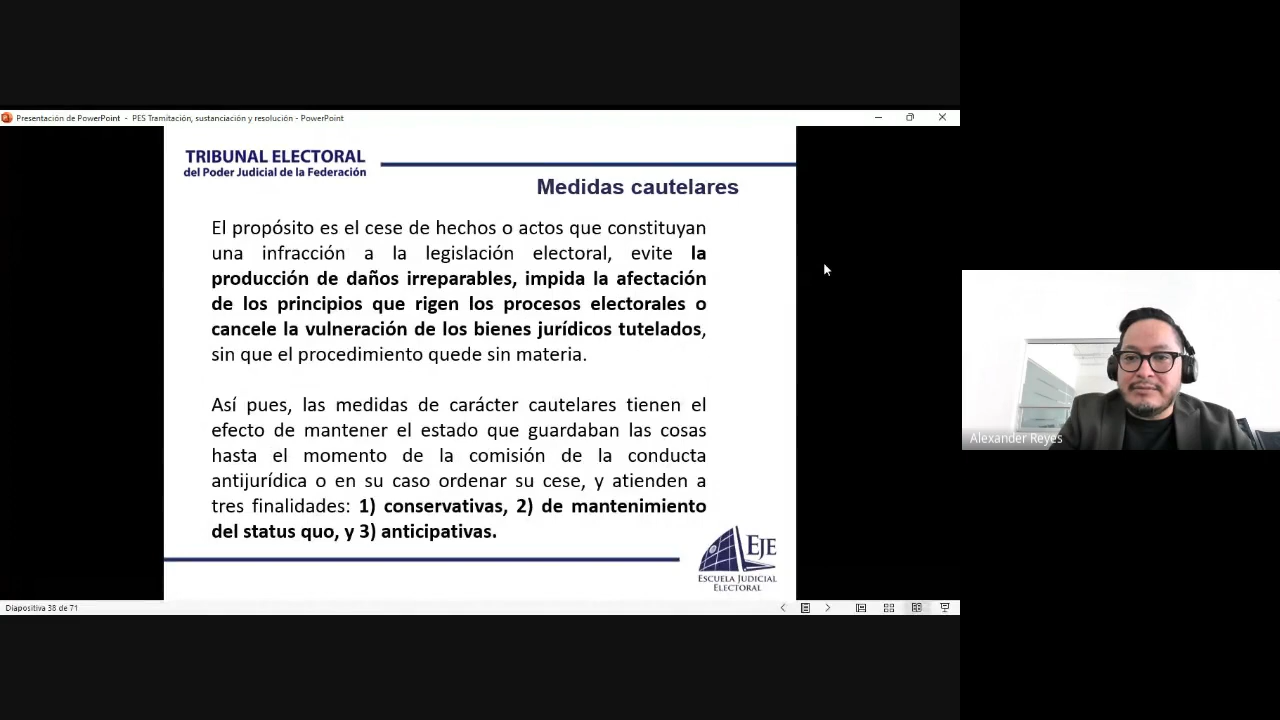 Presentación de PowerPoint - PES Tramitación, sustanciación y resolución - PowerPoint
TRIBUNAL ELECTORAL
del Poder Judicial de la Federación
Medidas cautelares
El propósito es el cese de hechos o actos que constituyan
una infracción a la legislación electoral, evite la
producción de daños irreparables, impida la afectación
de los principios que rigen los procesos electorales o
cancele la vulneración de los bienes jurídicos tutelados,
sin que el procedimiento quede sin materia.
Así pues, las medidas de carácter cautelares tienen el
efecto de mantener el estado que guardaban las cosas
hasta el momento de la comisión de la conducta
antijurídica o en su caso ordenar su cese, y atienden a
tres finalidades: 1) conservativas, 2) de mantenimiento
del status quo, y 3) anticipativas.
EJE
ESCUELA JUDICIAL
ELECTORAL
Diapositiva 38 de 71
Alexander Reyes